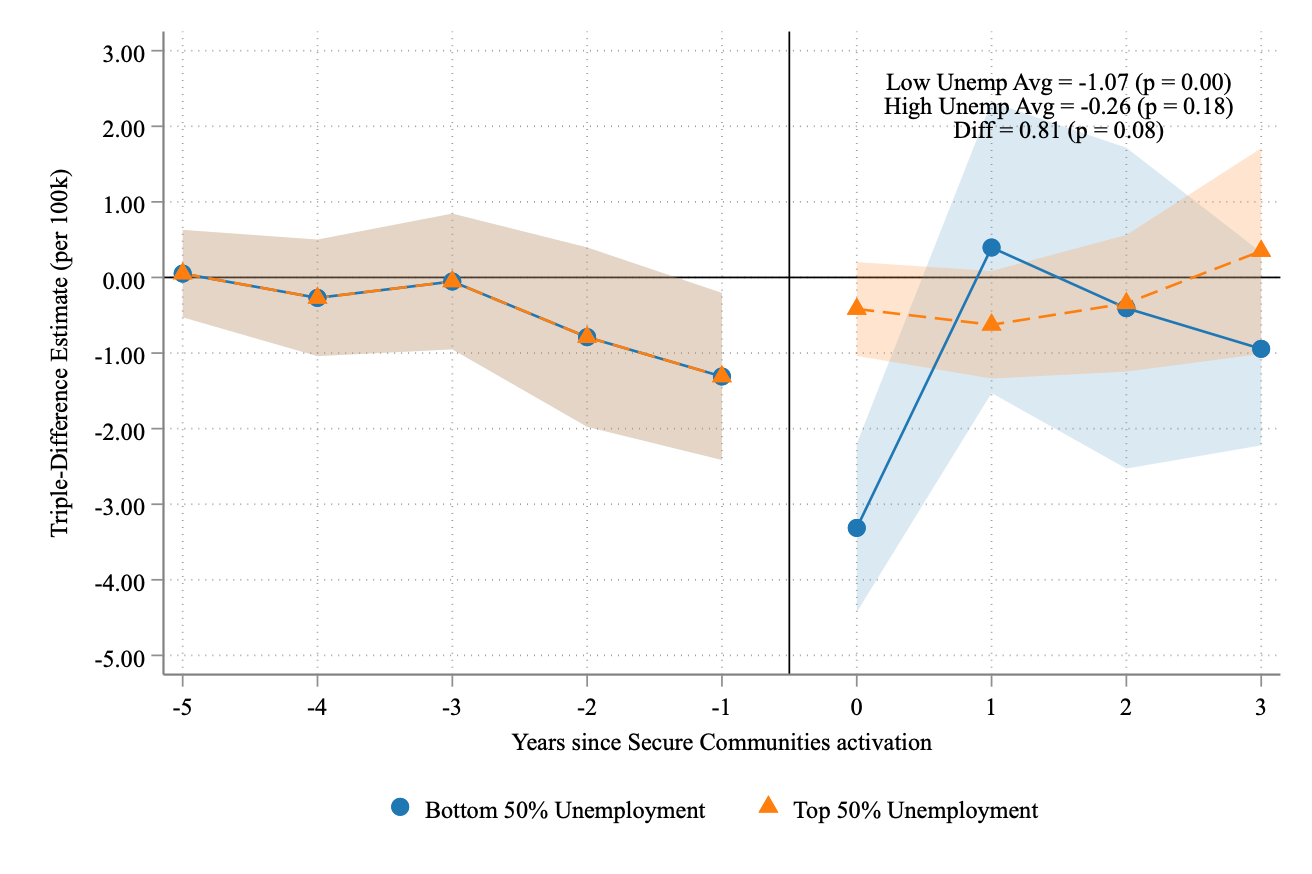 3.00
2.00
1.00
0.00
-1.00
-2.00
-3.00
-4.00
-5.00
Triple-Difference Estimate (per 100k)
Low Unemp Avg = -1.07 (p = 0.00)
High Unemp Avg = -0.26 (p = 0.18)
Diff = 0.81 (p = 0.08)
-5 -4 -3 -2 -1 0 1 2 3
Years since Secure Communities activation
Bottom 50% Unemployment Top 50% Unemployment